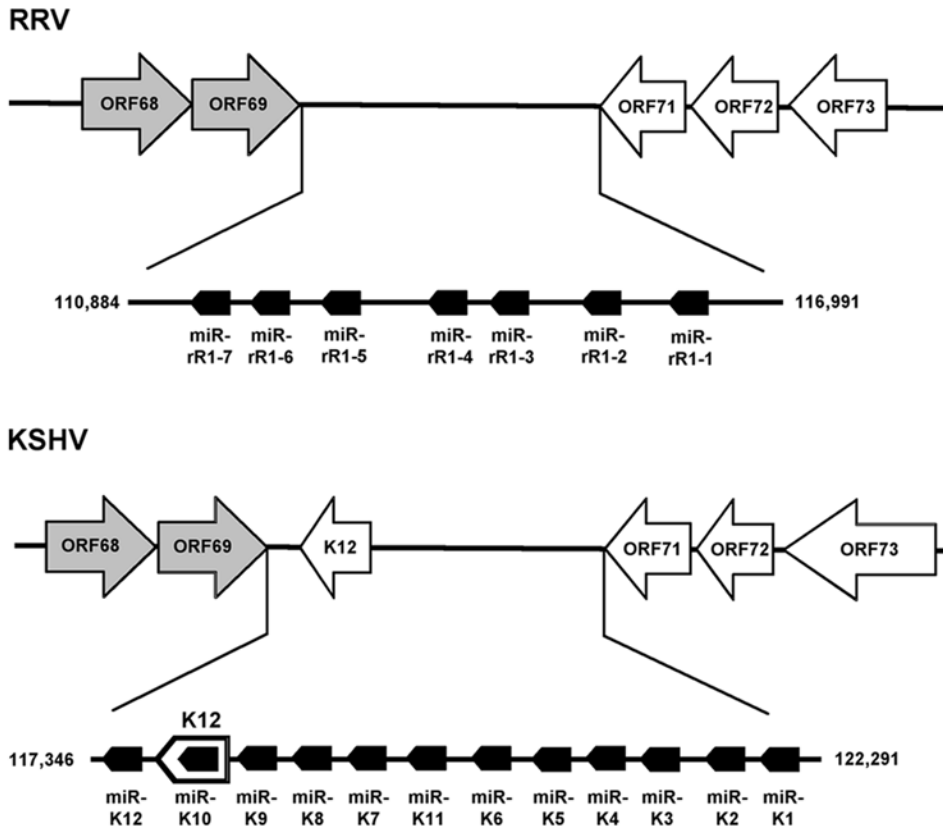 RRV
ORF68 ORF69 ORF71 ORF72 ORF73
110,884 116,991
miR- miR- miR- miR- miR- miR- miR-
rR1-7 rR1-6 rR1-5 rR1-4 rR1-3 rR1-2 rR1-1
KSHV
ORF68 ORF69 K12 ORF71 ORF72 ORF73
K12
117,346 122,291
miR- miR- miR- miR- miR- miR- miR- miR- miR- miR- miR- miR-
K12 K10 K9 K8 K7 K11 K6 K5 K4 K3 K2 K1